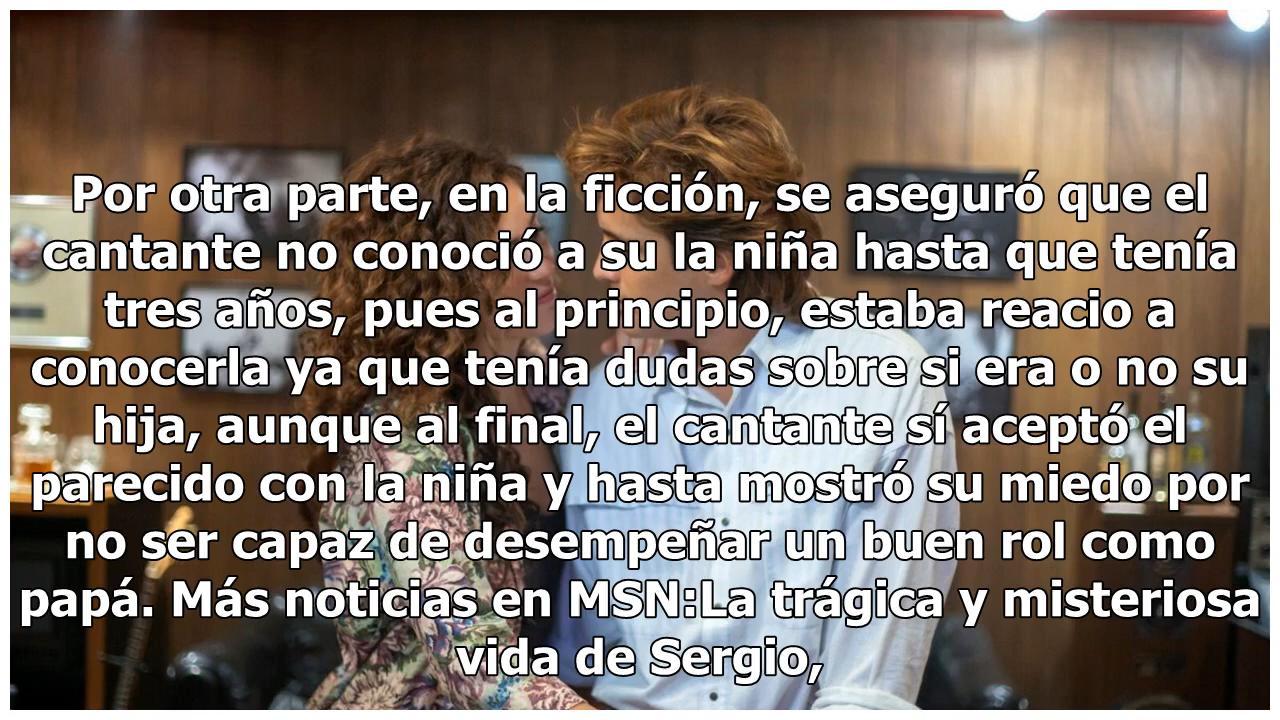 Por otra parte, en la ficción, se aseguró que el
cantante no conoció a su la niña hasta que tenía
tres años, pues al principio, estaba reacio a
conocerla ya que tenía dudas sobre si era o no su
hija, aunque al final, el cantante sí aceptó el
parecido con la niña y hasta mostró su miedo por
no ser capaz de desempeñar un buen rol como
papá. Más noticias en MSN:La trágica y misteriosa
vida de Sergio,